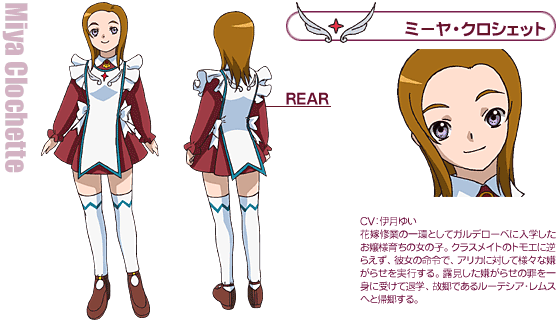 Miya Clochette
ミーヤ・クロシェット
REAR
CV：伊月ゆい
花嫁修業の一環としてガルデローベに入学した
お嬢様育ちの女の子。クラスメイトのトモエに逆
らえず、彼女の命令で、アリカに対して様々な嫌
がらせを実行する。露見した嫌がらせの罪を一
身に受けて退学、故郷であるルーデシア・レムス
へと帰郷する。